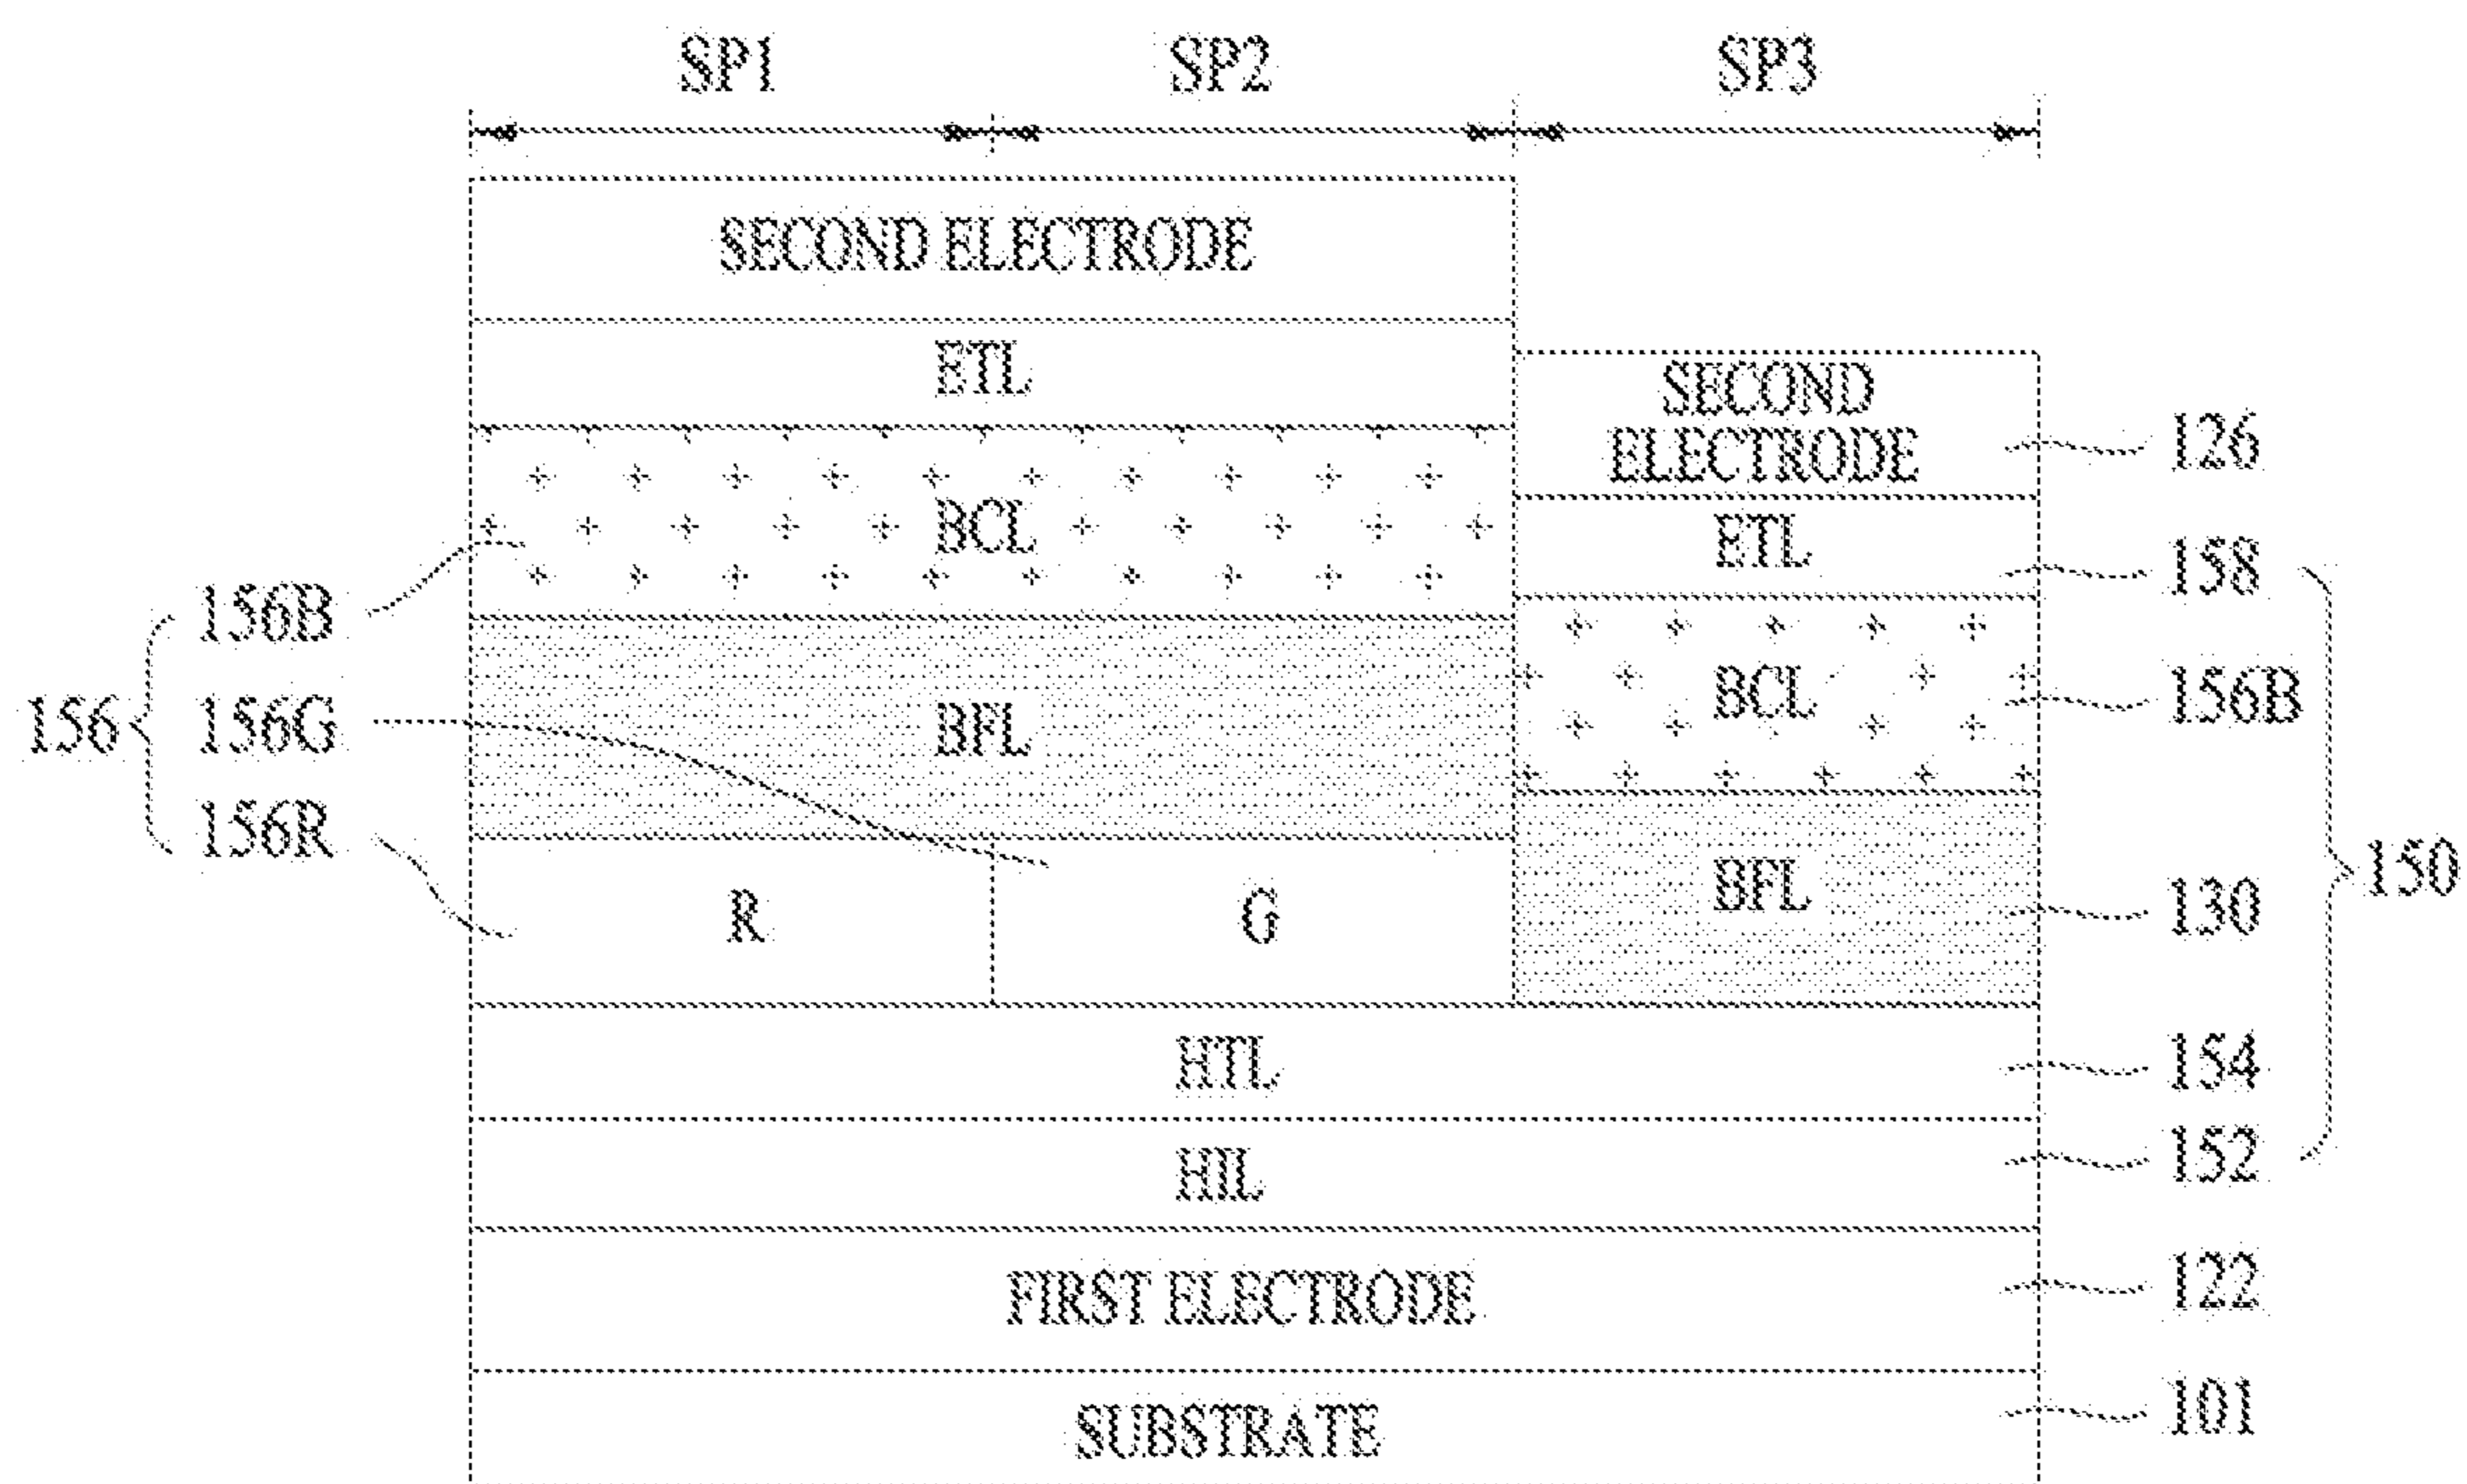 SP1 SP2 SP3
SECOND ELECTRODE
ETL
SECOND
ELECTRODE
126
BCL
ETL
158
156B
BCL
156B
156
156G
BFL
156R
BFL
130
150
R
G
HTL
154
HIL
152
FIRST ELECTRODE
122
SUBSTRATE
101